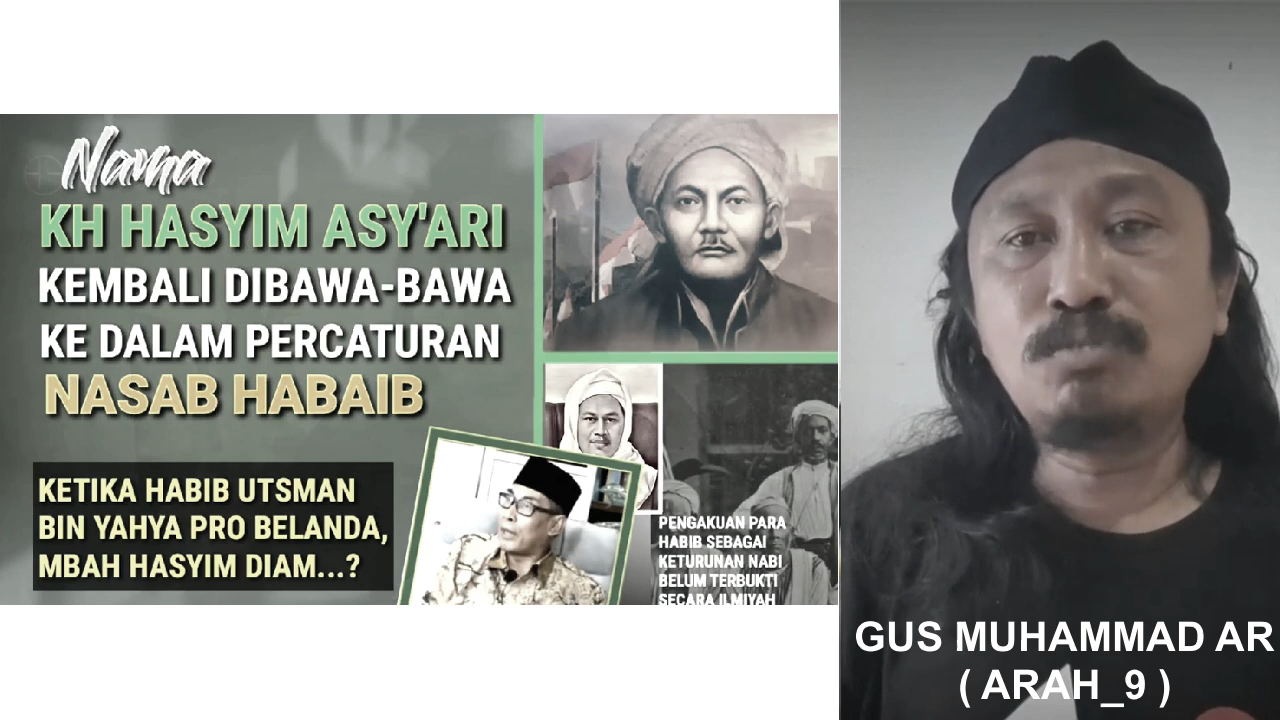 Nama
KH HASYIM ASY'ARI
KEMBALI DIBAWA-BAWA
KE DALAM PERCATURAN
NASAB HABAIB
KETIKA HABIB UTSMAN
BIN YAHYA PRO BELANDA,
MBAH HASYIM DIAM...?
PENGAKUAN PARA
HABIB SEBAGAI
KETURUNAN NABI
BELUM TERBUKTI
SECARA ILMIYAH
GUS MUHAMMAD AR
( ARAH_9 )